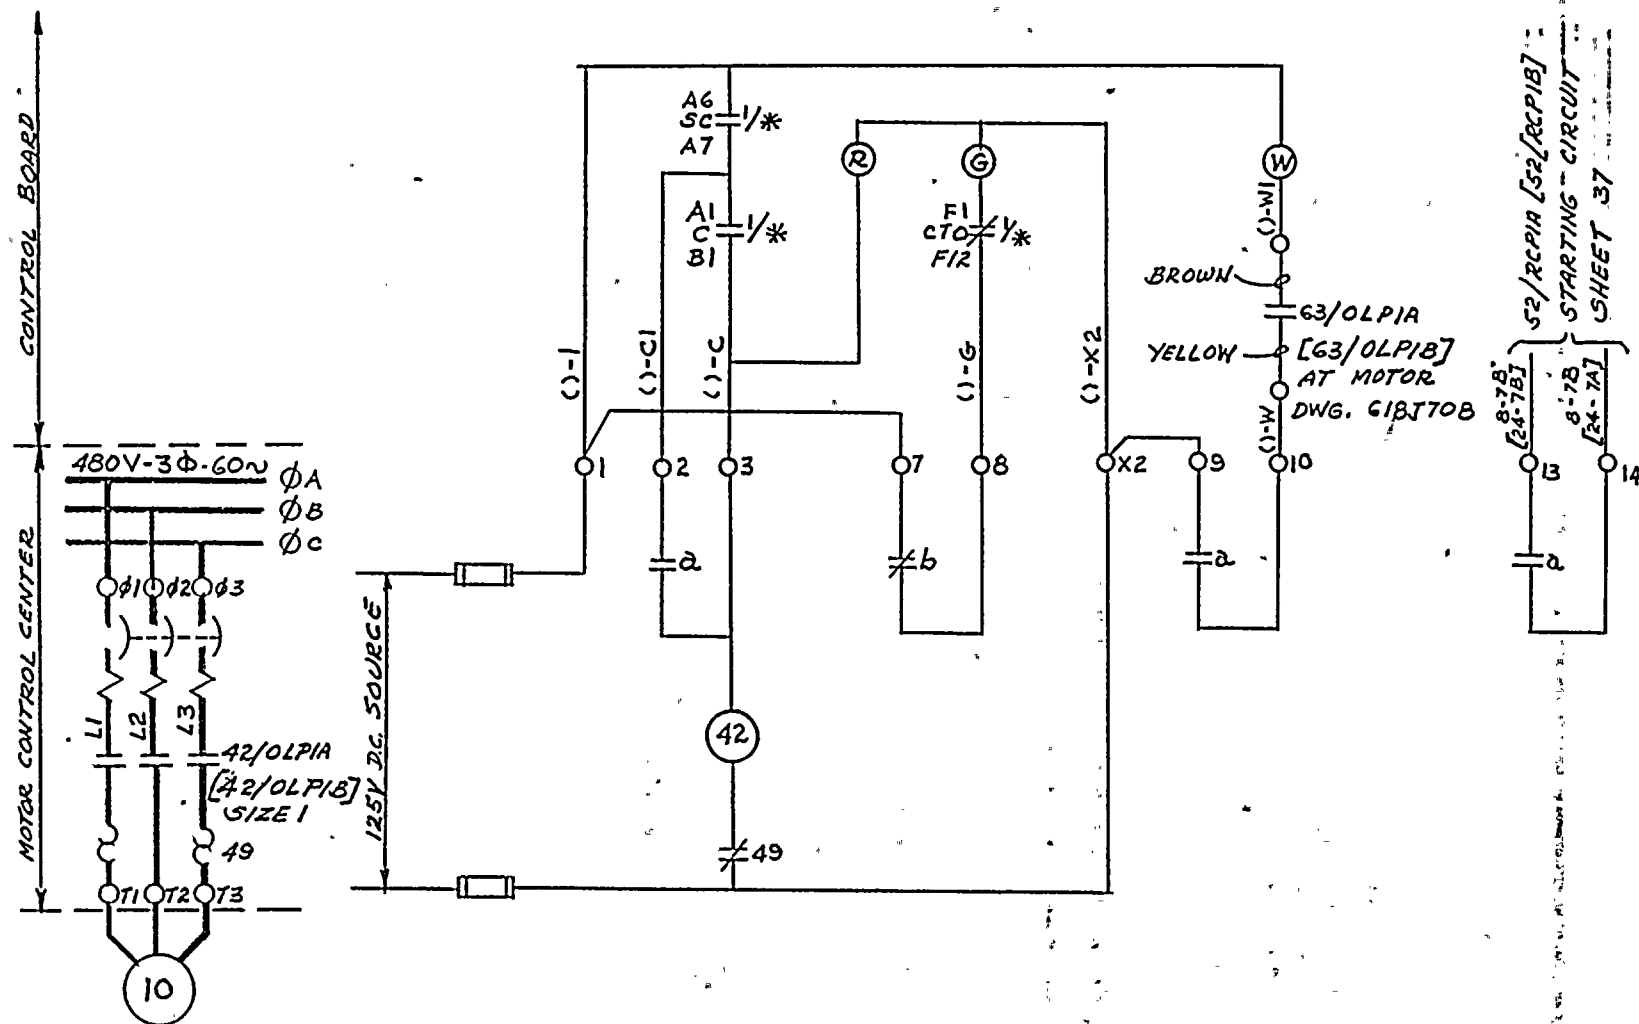 CONTROL BOARD
MOTOR CONTROL CENTER
480V-3Φ-60~
ΦA
ΦB
ΦC
Φ1
Φ2
Φ3
L1
L2
L3
42/OLP1A
[42/OLP1B]
SIZE 1
49
T1
T2
T3
10
125V D.C. SOURCE
A6
SC
1/*
A7
A1
C
1/*
B1
R
G
F1
CTO
1/*
F12
W
()-W1
BROWN
63/OLP1A
YELLOW
[63/OLP1B]
AT MOTOR
DWG. 618J708
()-W
()-1
()-C1
()-C
()-G
()-X2
1
2
3
7
8
X2
9
10
13
14
a
b
a
a
42
49
52/RCP1A [52/RCP1B]
STARTING CIRCUIT
SHEET 37
8-7B
[24-7B]
8-7B
[24-7A]